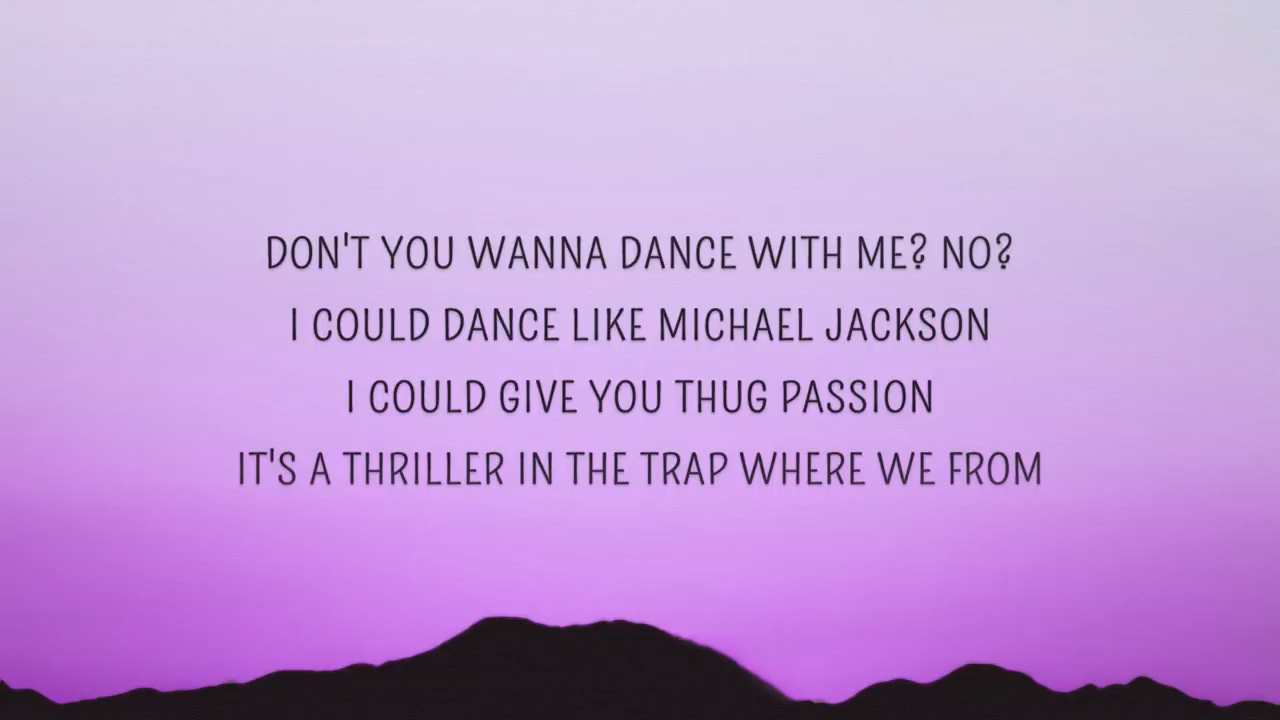 DON'T YOU WANNA DANCE WITH ME? NO?
I COULD DANCE LIKE MICHAEL JACKSON
I COULD GIVE YOU THUG PASSION
IT'S A THRILLER IN THE TRAP WHERE WE FROM